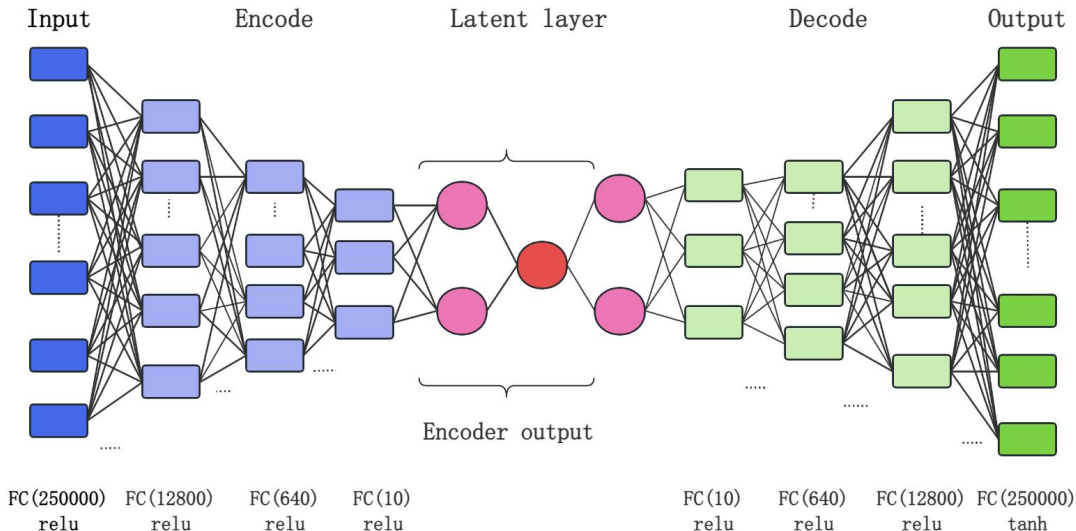 Input Encode Latent layer Decode Output
Encoder output
FC(250000) FC(12800) FC(640) FC(10) FC(10) FC(640) FC(12800) FC(250000)
relu relu relu relu relu relu relu tanh